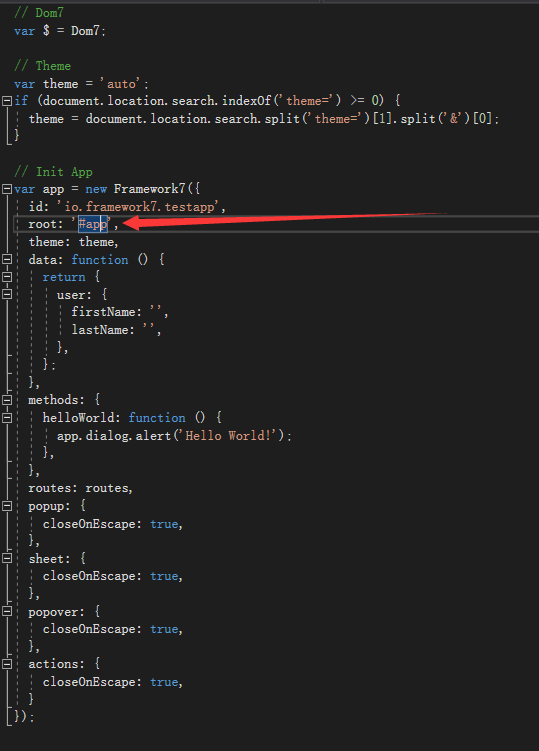 // Dom7
var $ = Dom7;
// Theme
var theme = 'auto';
if (document.location.search.indexOf('theme=') >= 0) {
theme = document.location.search.split('theme=')[1].split('&')[0];
}
// Init App
var app = new Framework7({
id: 'io.framework7.testapp',
root: '#app',
theme: theme,
data: function () {
return {
user: {
firstName: '',
lastName: '',
},
};
},
methods: {
helloWorld: function () {
app.dialog.alert('Hello World!');
},
},
routes: routes,
popup: {
closeOnEscape: true,
},
sheet: {
closeOnEscape: true,
},
popover: {
closeOnEscape: true,
},
actions: {
closeOnEscape: true,
}
});